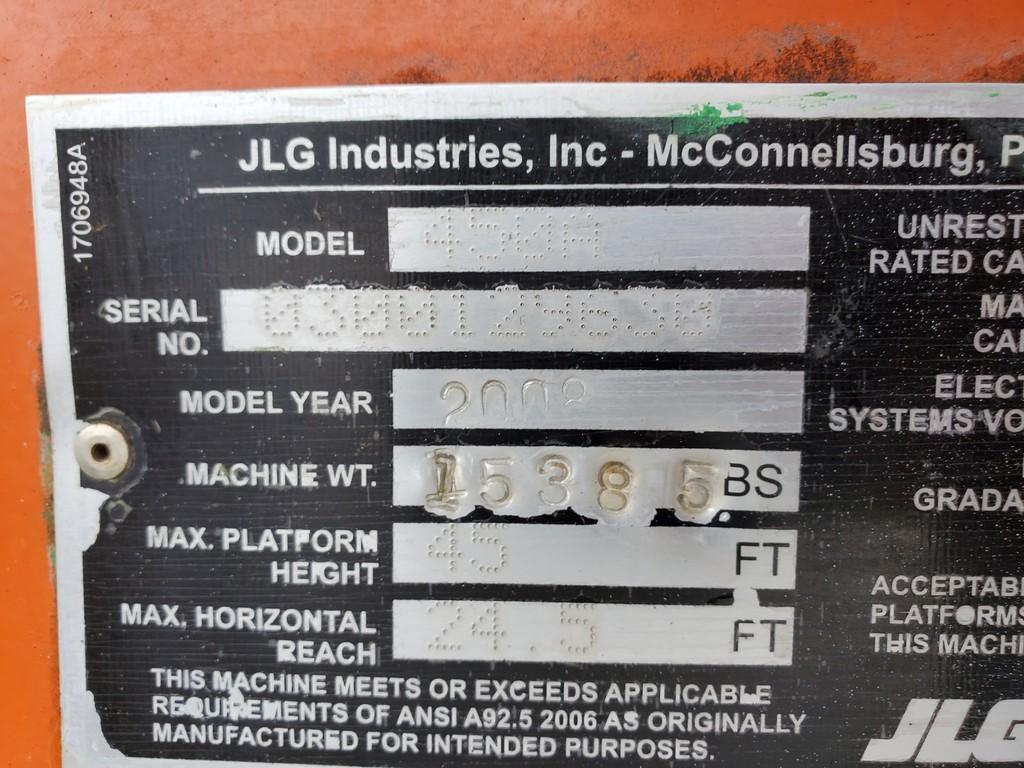 1706948A
JLG Industries, Inc - McConnellsburg, P
MODEL 450A
SERIAL NO. 0300129630
MODEL YEAR 2008
MACHINE WT. 15385 BS
MAX. PLATFORM HEIGHT 45 FT
MAX. HORIZONTAL REACH 24.5 FT
THIS MACHINE MEETS OR EXCEEDS APPLICABLE
REQUIREMENTS OF ANSI A92.5 2006 AS ORIGINALLY
MANUFACTURED FOR INTENDED PURPOSES.
UNREST
RATED CA
MA
CA
ELECT
SYSTEMS VO
GRADA
ACCEPTAB
PLATFORMS
THIS MACHI
JLG